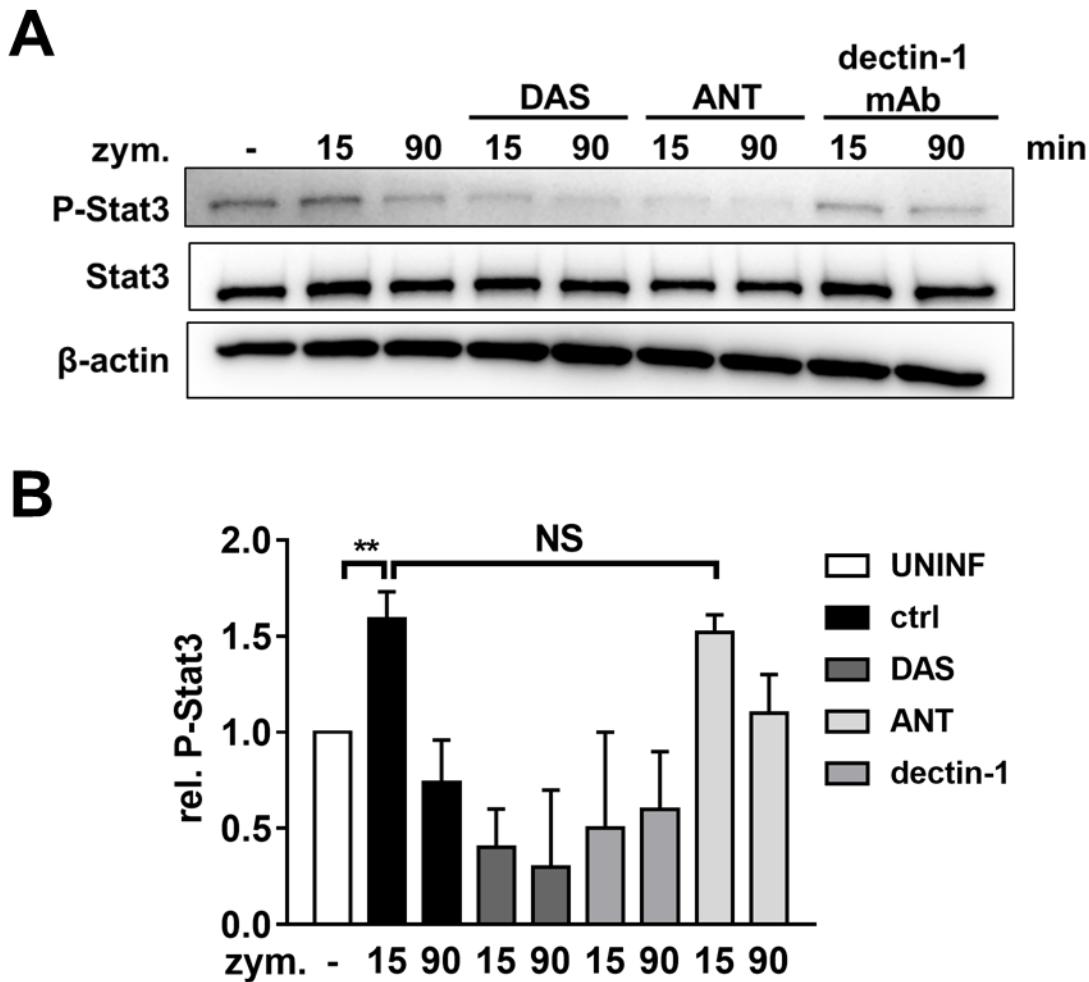 A
dectin-1
DAS ANT mAb
zym. - 15 90 15 90 15 90 15 90 min
P-Stat3
Stat3
β-actin
B
rel. P-Stat3
2.0
1.5
1.0
0.5
0.0
** NS
zym. - 15 90 15 90 15 90 15 90
UNINF
ctrl
DAS
ANT
dectin-1